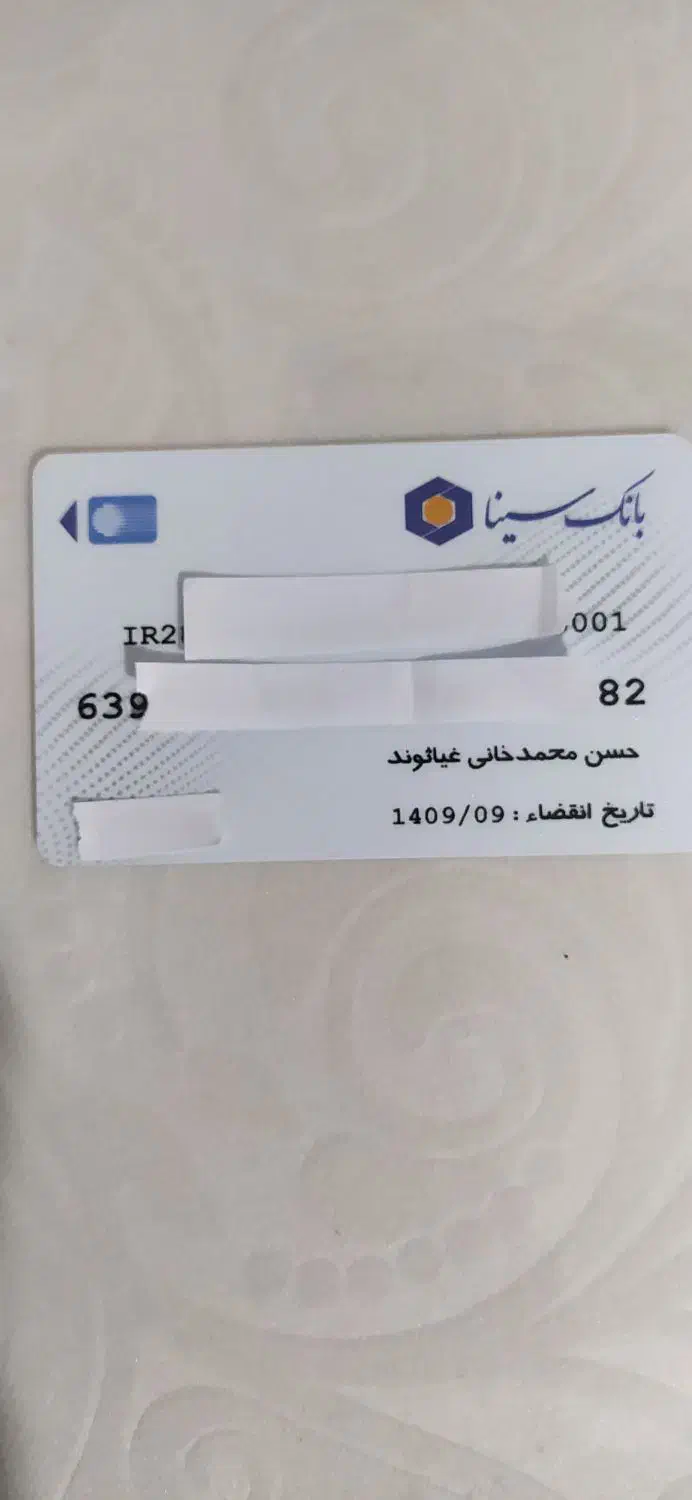 بانک سینا
IR2 001
639 82
حسن محمدخانی غیاثوند
تاریخ انقضاء : 1409/09